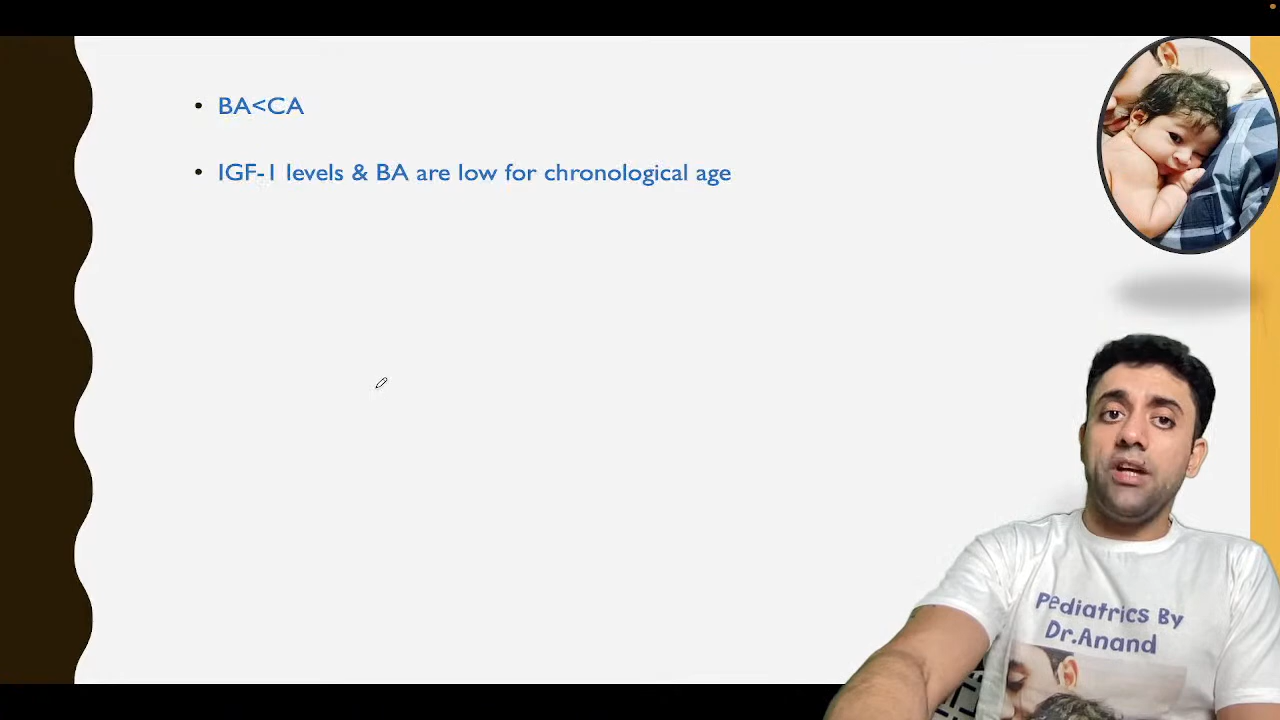 BA<CA
IGF-1 levels & BA are low for chronological age
Pediatrics By
Dr.Anand